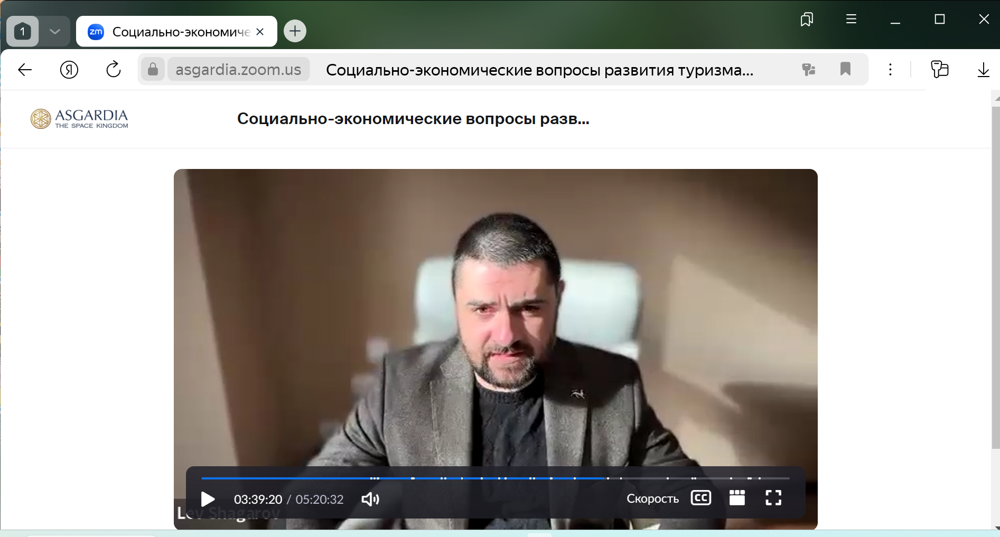 1
zm Социально-экономиче
Я
asgardia.zoom.us Социально-экономические вопросы развития туризма...
ASGARDIA
THE SPACE KINGDOM
Социально-экономические вопросы разв...
03:39:20 / 05:20:32
Скорость CC
Lev Shagarov